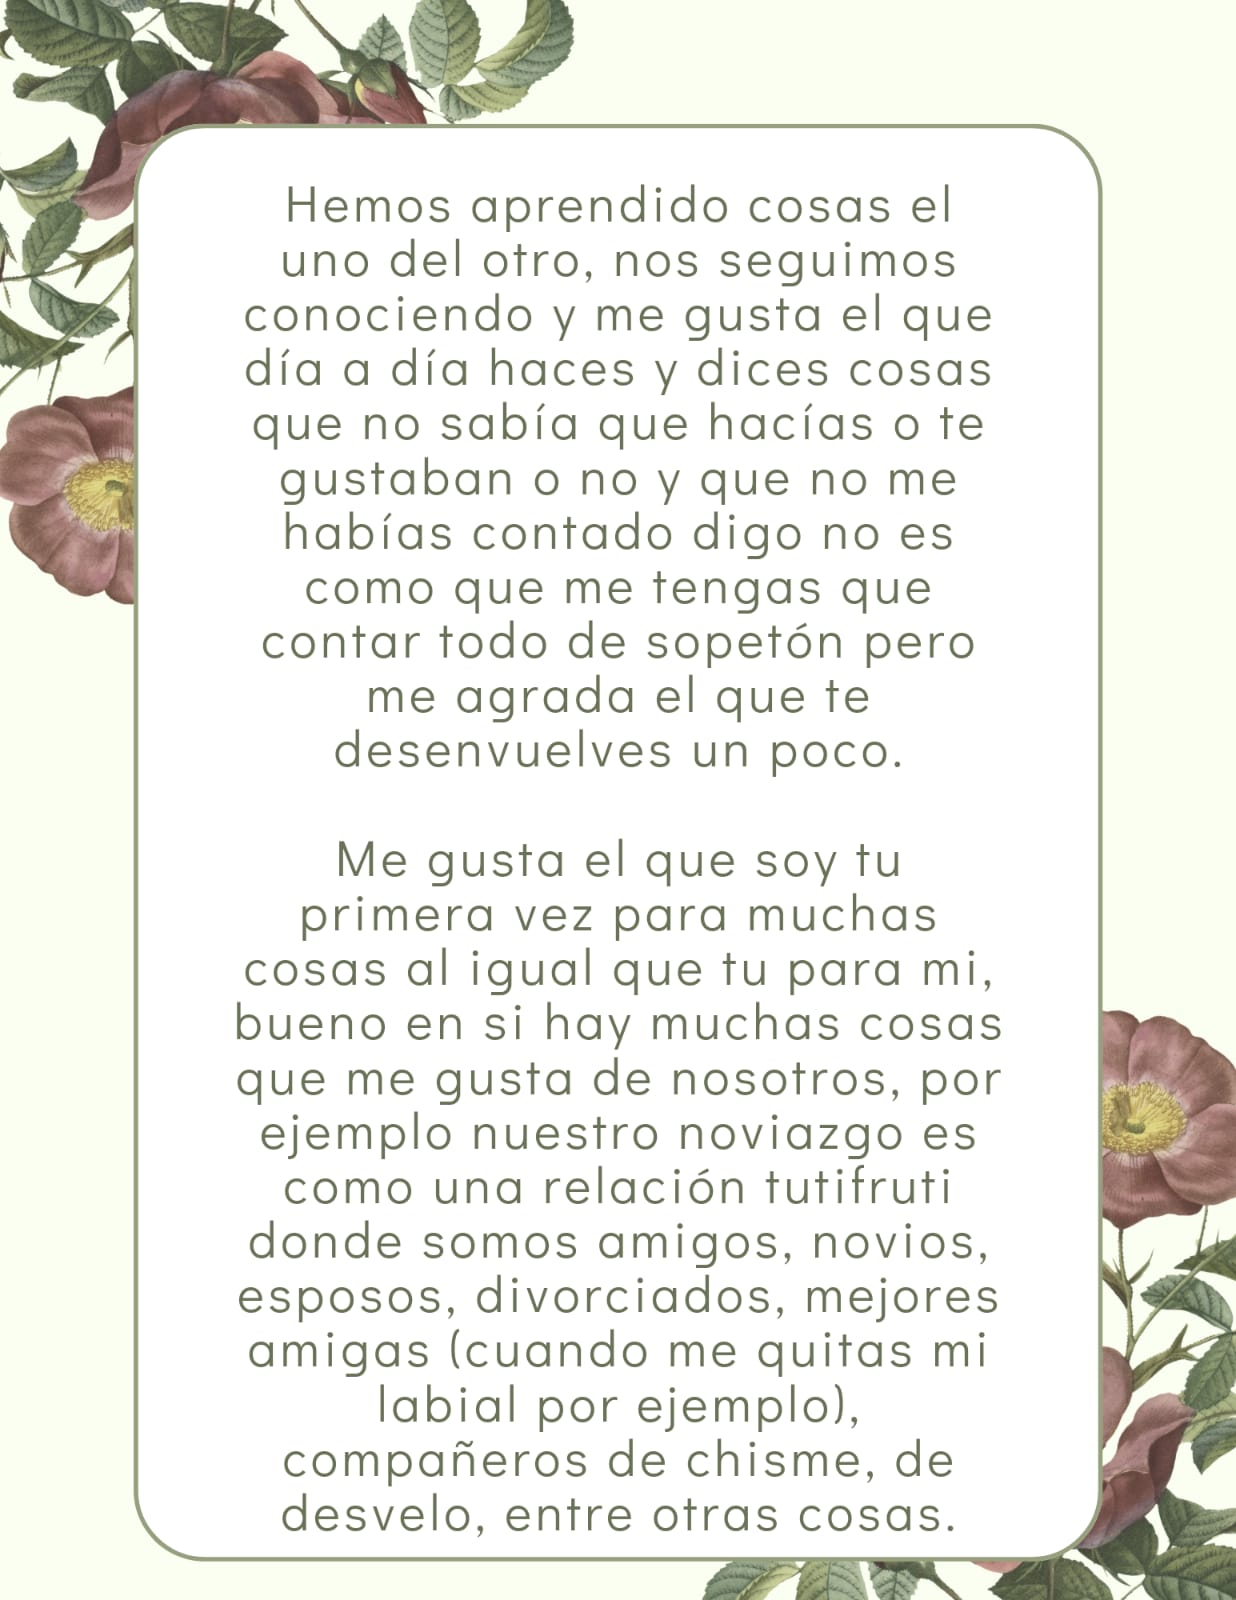 Hemos aprendido cosas el
uno del otro, nos seguimos
conociendo y me gusta el que
día a día haces y dices cosas
que no sabía que hacías o te
gustaban o no y que no me
habías contado digo no es
como que me tengas que
contar todo de sopetón pero
me agrada el que te
desenvuelves un poco.
Me gusta el que soy tu
primera vez para muchas
cosas al igual que tu para mi,
bueno en si hay muchas cosas
que me gusta de nosotros, por
ejemplo nuestro noviazgo es
como una relación tutifruti
donde somos amigos, novios,
esposos, divorciados, mejores
amigas (cuando me quitas mi
labial por ejemplo),
compañeros de chisme, de
desvelo, entre otras cosas.